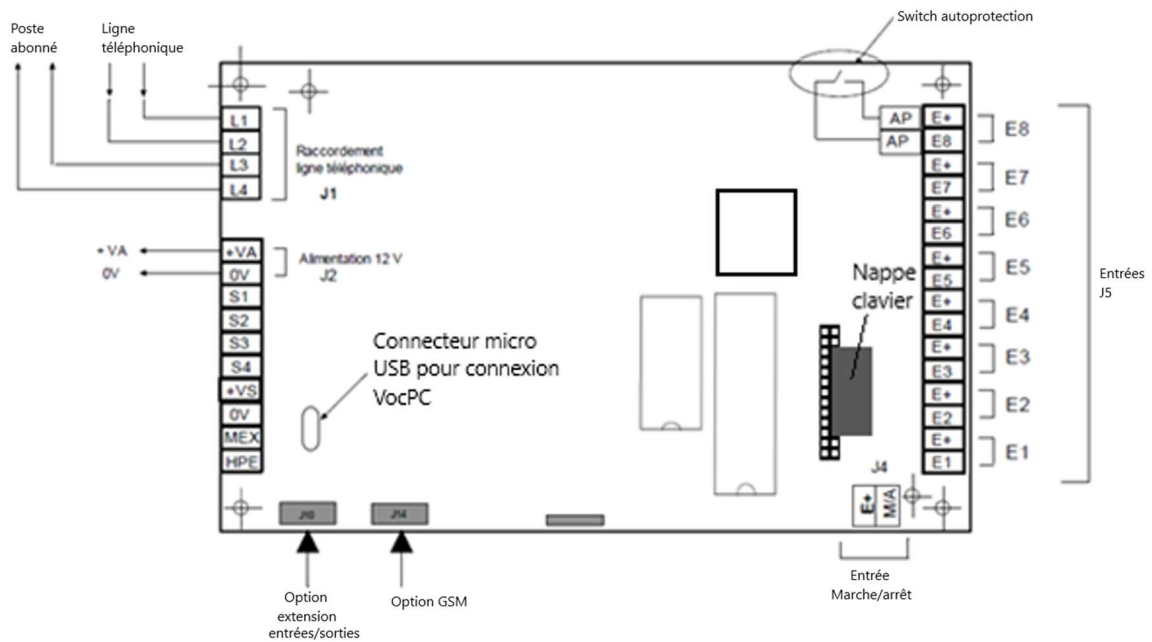 Poste
abonné
Ligne
téléphonique
Switch autoprotection
L1
L2
L3
L4
Raccordement
ligne téléphonique
J1
+ VA
0V
+VA
0V
Alimentation 12 V
J2
S1
S2
S3
S4
+VS
0V
MEX
HPE
Connecteur micro
USB pour connexion
VocPC
J10
J14
Option
extension
entrées/sorties
Option GSM
Nappe
clavier
AP
AP
E+
E8
E8
E+
E7
E7
E+
E6
E6
E+
E5
E5
E+
E4
E4
E+
E3
E3
E+
E2
E2
E+
E1
E1
Entrées
J5
J4
E+
M/A
Entrée
Marche/arrêt